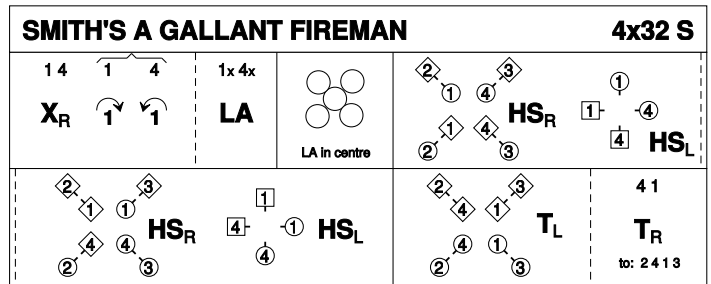 SMITH'S A GALLANT FIREMAN 4x32 S
1 4 1 4
XR 1 1
1x 4x
LA
LA in centre
2 3
1 4
HSR
1 4
2 3
1
1 4
4
HSL
2 3
1 1
HSR
4 4
2 3
1
4 1
4
HSL
2 3
4 1
TL
4 1
2 3
4 1
TR
to: 2 4 1 3